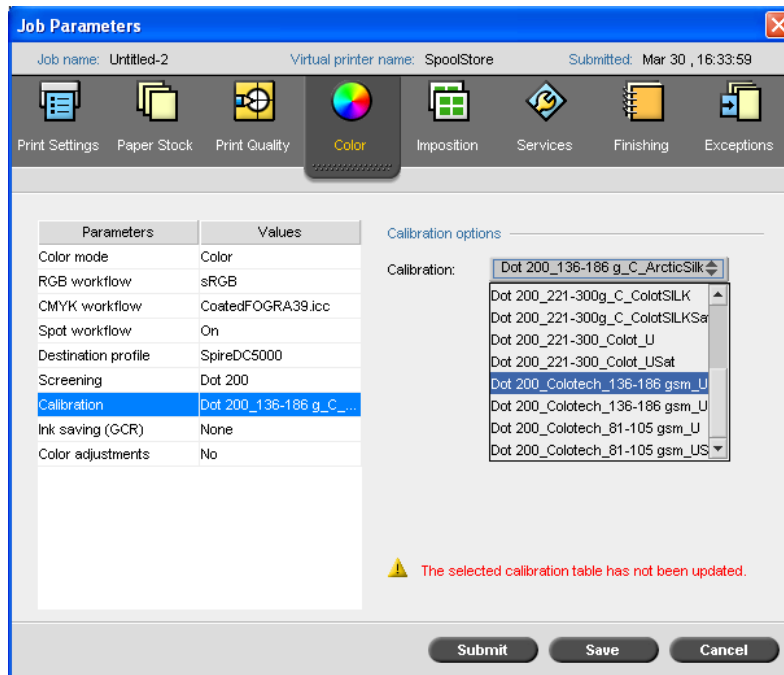 Job Parameters
Job name: Untitled-2 Virtual printer name: SpoolStore Submitted: Mar 30 , 16:33:59
Print Settings Paper Stock Print Quality Color Imposition Services Finishing Exceptions
Parameters Values
Color mode Color
RGB workflow sRGB
CMYK workflow CoatedFOGRA39.icc
Spot workflow On
Destination profile SpireDC5000
Screening Dot 200
Calibration Dot 200_136-186 g_C_...
Ink saving (GCR) None
Color adjustments No
Calibration options
Calibration: Dot 200_136-186 g_C_ArcticSilk
Dot 200_221-300g_C_ColotSILK
Dot 200_221-300g_C_ColotSILKSa
Dot 200_221-300_Colot_U
Dot 200_221-300_Colot_USat
Dot 200_Colotech_136-186 gsm_U
Dot 200_Colotech_136-186 gsm_U
Dot 200_Colotech_81-105 gsm_U
Dot 200_Colotech_81-105 gsm_US
The selected calibration table has not been updated.
Submit Save Cancel